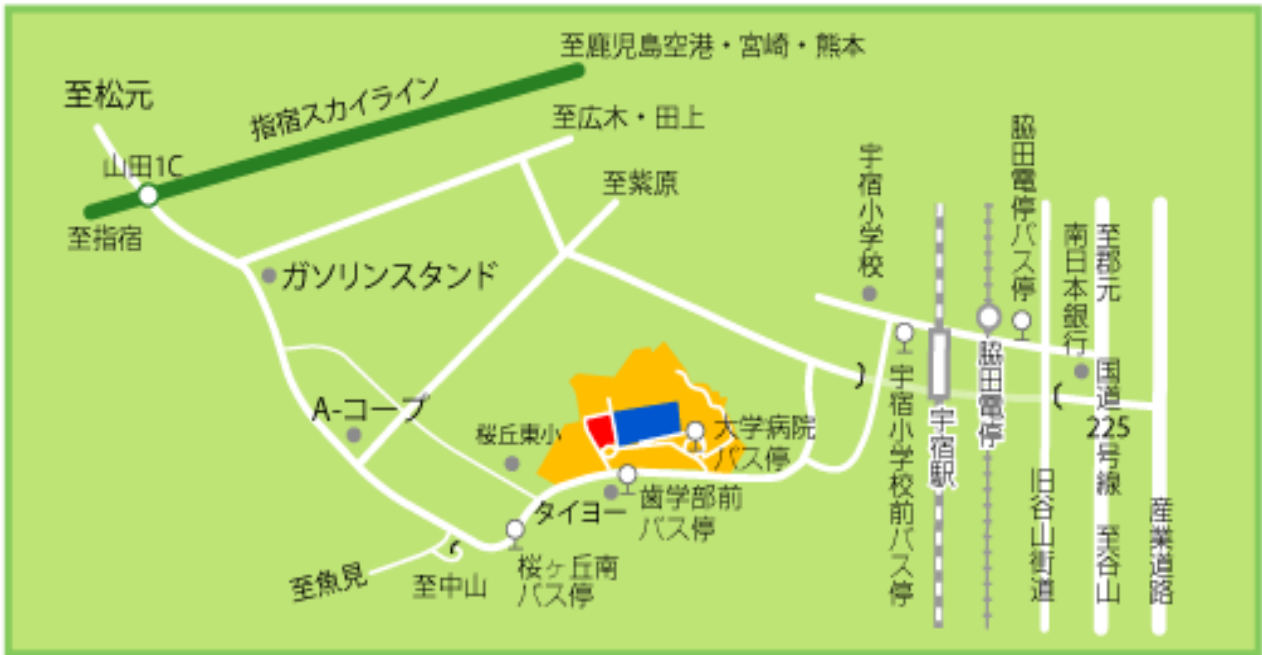 至鹿児島空港・宮崎・熊本
至松元
指宿スカイライン
至広木・田上
山田1C
至紫原
至指宿
ガソリンスタンド
宇宿小学校
脇田電停バス停
南日本銀行
至郡元
A-コープ
桜丘東小
大学病院
バス停
宇宿小学校前バス停
宇宿駅
脇田電停
国道225号線
至谷山
旧谷山街道
産業道路
タイヨー
歯学部前
バス停
桜ヶ丘南
バス停
至魚見
至中山